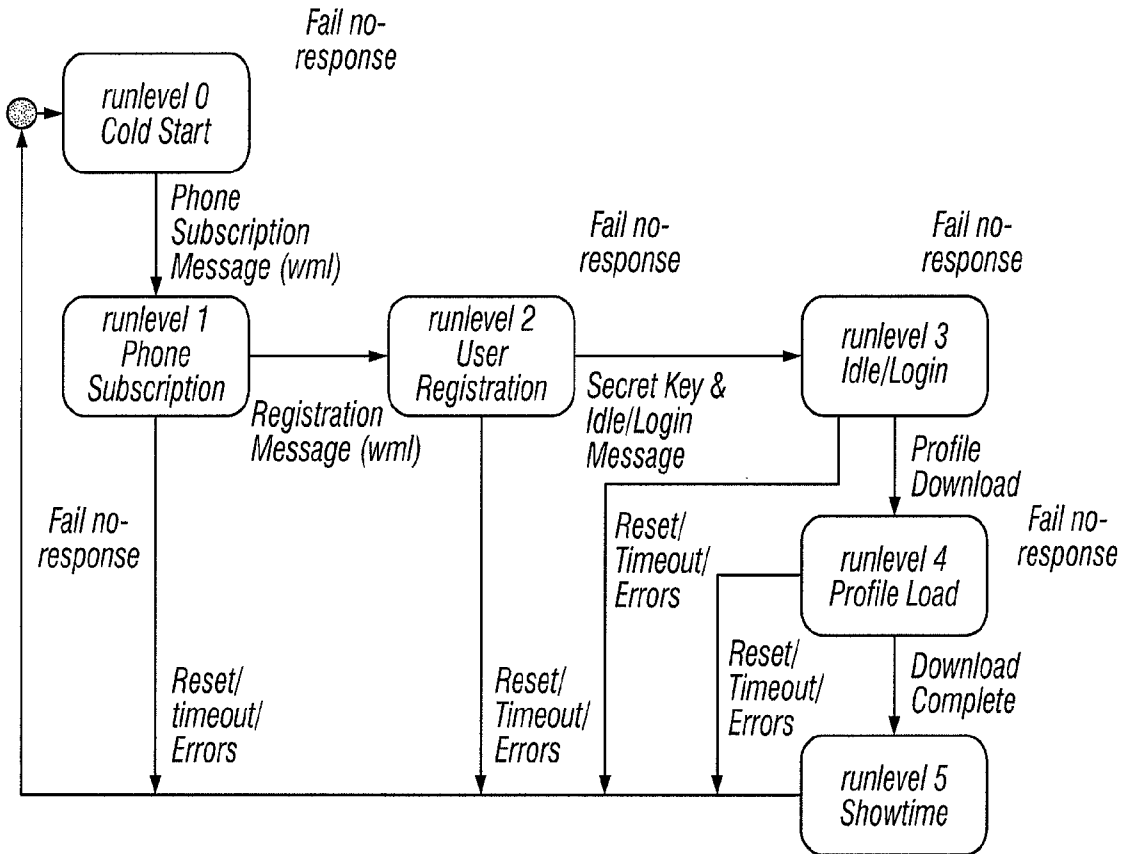 Fail no-
response
runlevel 0
Cold Start
Phone
Subscription
Message (wml)
Fail no-
response
Fail no-
response
runlevel 1
Phone
Subscription
runlevel 2
User
Registration
runlevel 3
Idle/Login
Registration
Message (wml)
Secret Key &
Idle/Login
Message
Profile
Download
Fail no-
response
Reset/
Timeout/
Errors
Fail no-
response
runlevel 4
Profile Load
Reset/
timeout/
Errors
Reset/
Timeout/
Errors
Reset/
Timeout/
Errors
Download
Complete
runlevel 5
Showtime